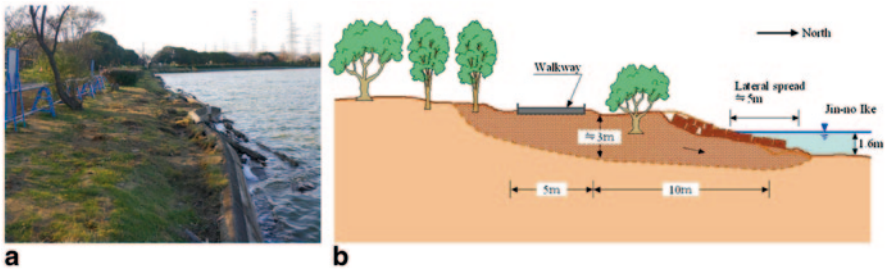 North
Walkway
Lateral spread
≒5m
Jin-no Ike
≒3m
1.6m
5m
10m
a
b